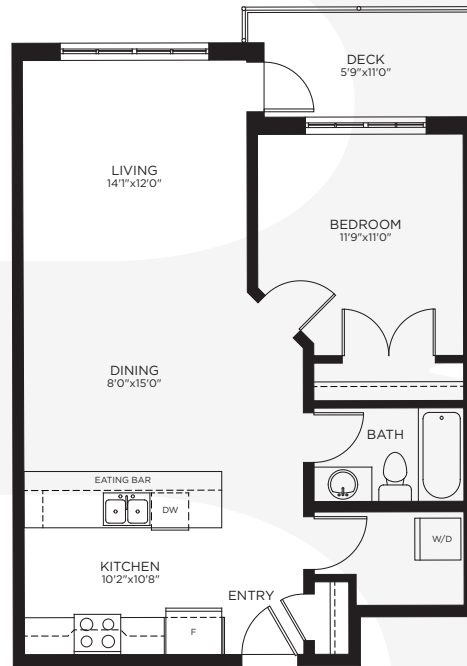 DECK
5'9"x11'0"
LIVING
14'1"x12'0"
BEDROOM
11'9"x11'0"
DINING
8'0"x15'0"
BATH
EATING BAR
DW
W/D
KITCHEN
10'2"x10'8"
ENTRY
F